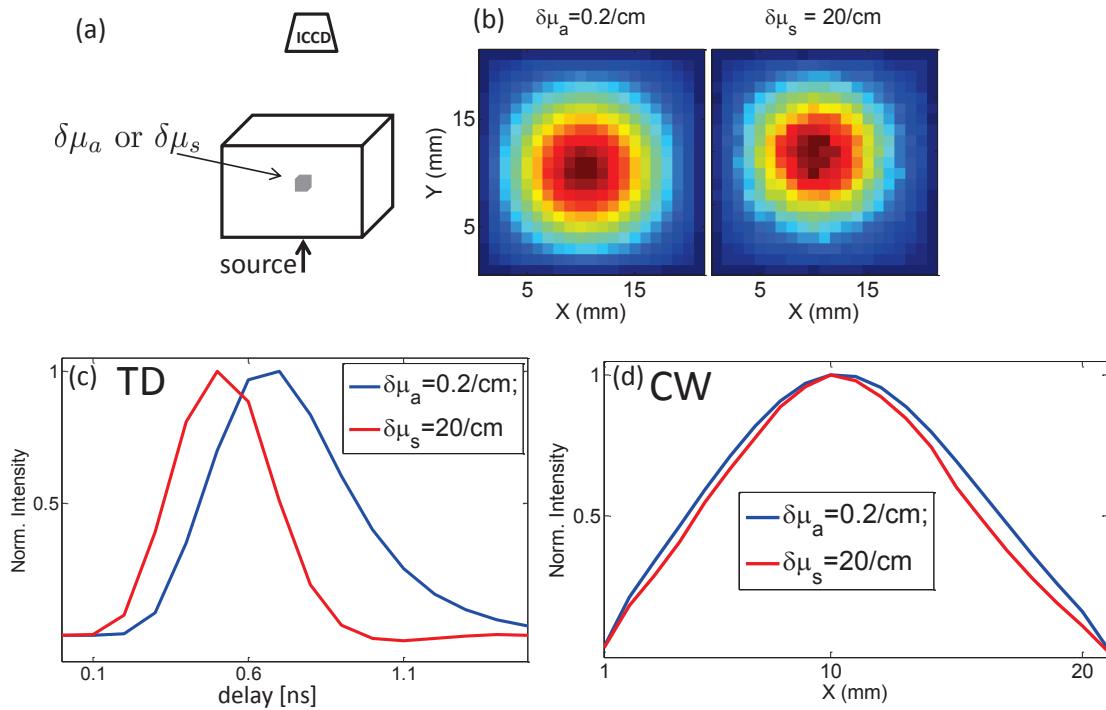 (a)
ICCD
δμa or δμs
source
(b)
δμa=0.2/cm
δμs = 20/cm
15
5
Y (mm)
5
15
X (mm)
5
15
X (mm)
(c) TD
δμa=0.2/cm;
δμs=20/cm
1
0.5
Norm. Intensity
0.1
0.6
1.1
delay [ns]
(d) CW
δμa=0.2/cm;
δμs=20/cm
1
0.5
Norm. Intensity
1
10
20
X (mm)